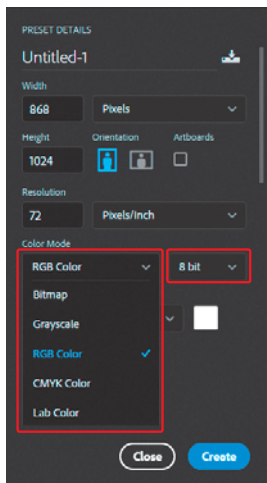 PRESET DETAILS
Untitled-1
Width
868 Pixels
Height Orientation Artboards
1024
Resolution
72 Pixels/Inch
Color Mode
RGB Color 8 bit
Bitmap
Grayscale
RGB Color
CMYK Color
Lab Color
Close Create